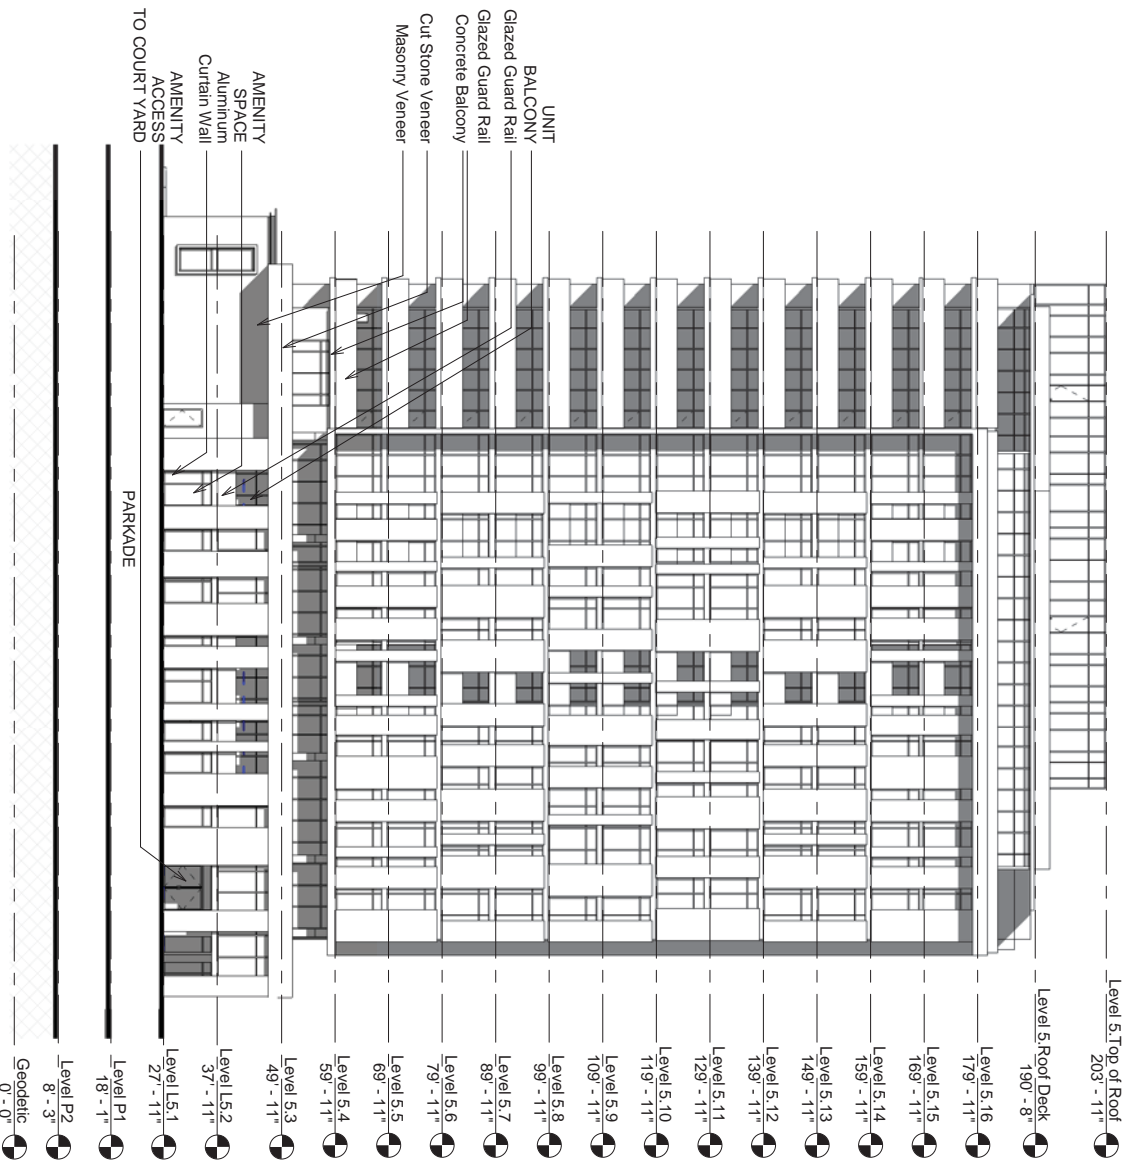 UNIT
BALCONY
Glazed Guard Rail
Glazed Guard Rail
Concrete Balcony
Cut Stone Veneer
Masonry Veneer
AMENITY
SPACE
Aluminum
Curtain Wall
AMENITY
ACCESS
TO COURT YARD
PARKADE
Level 5.Top of Roof
203' - 11"
Level 5.Roof Deck
190' - 8"
Level 5.16
179' - 11"
Level 5.15
169' - 11"
Level 5.14
159' - 11"
Level 5.13
149' - 11"
Level 5.12
139' - 11"
Level 5.11
129' - 11"
Level 5.10
119' - 11"
Level 5.9
109' - 11"
Level 5.8
99' - 11"
Level 5.7
89' - 11"
Level 5.6
79' - 11"
Level 5.5
69' - 11"
Level 5.4
59' - 11"
Level 5.3
49' - 11"
Level L5.2
37' - 11"
Level L5.1
27' - 11"
Level P1
18' - 1"
Level P2
8' - 3"
Geodetic
0' - 0"